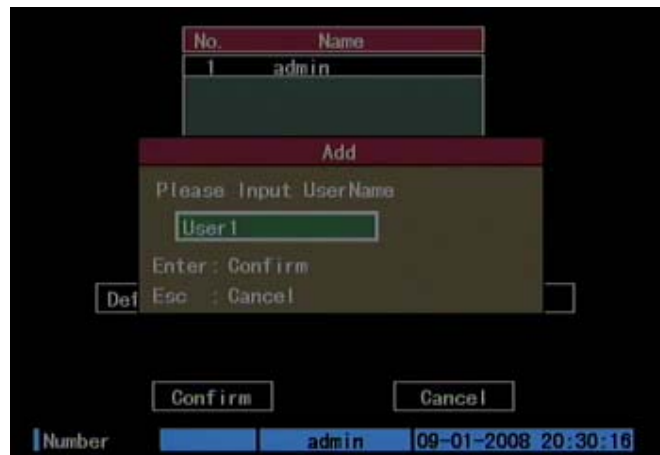 No. Name
1 admin
Add
Please Input UserName
User1
Enter: Confirm
Esc : Cancel
Def
Confirm Cancel
Number admin 09-01-2008 20:30:16